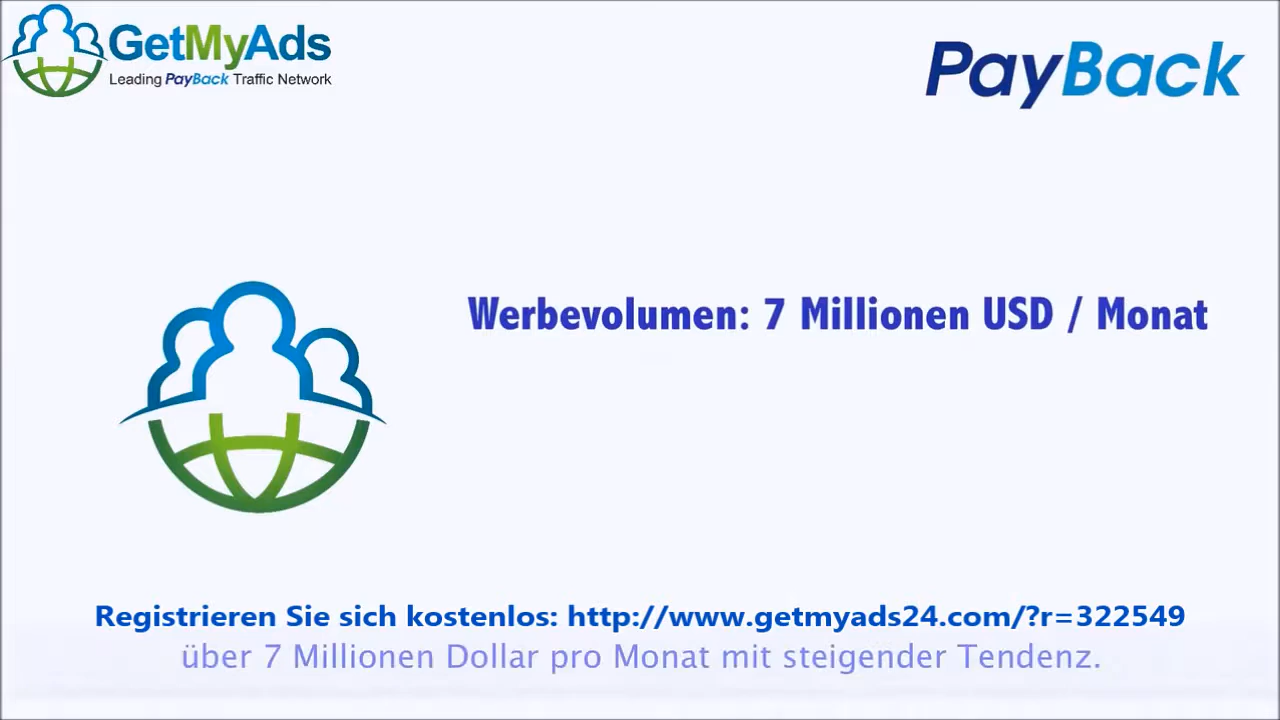 GetMyAds
Leading PayBack Traffic Network
PayBack
Werbevolumen: 7 Millionen USD / Monat
Registrieren Sie sich kostenlos: http://www.getmyads24.com/?r=322549
über 7 Millionen Dollar pro Monat mit steigender Tendenz.